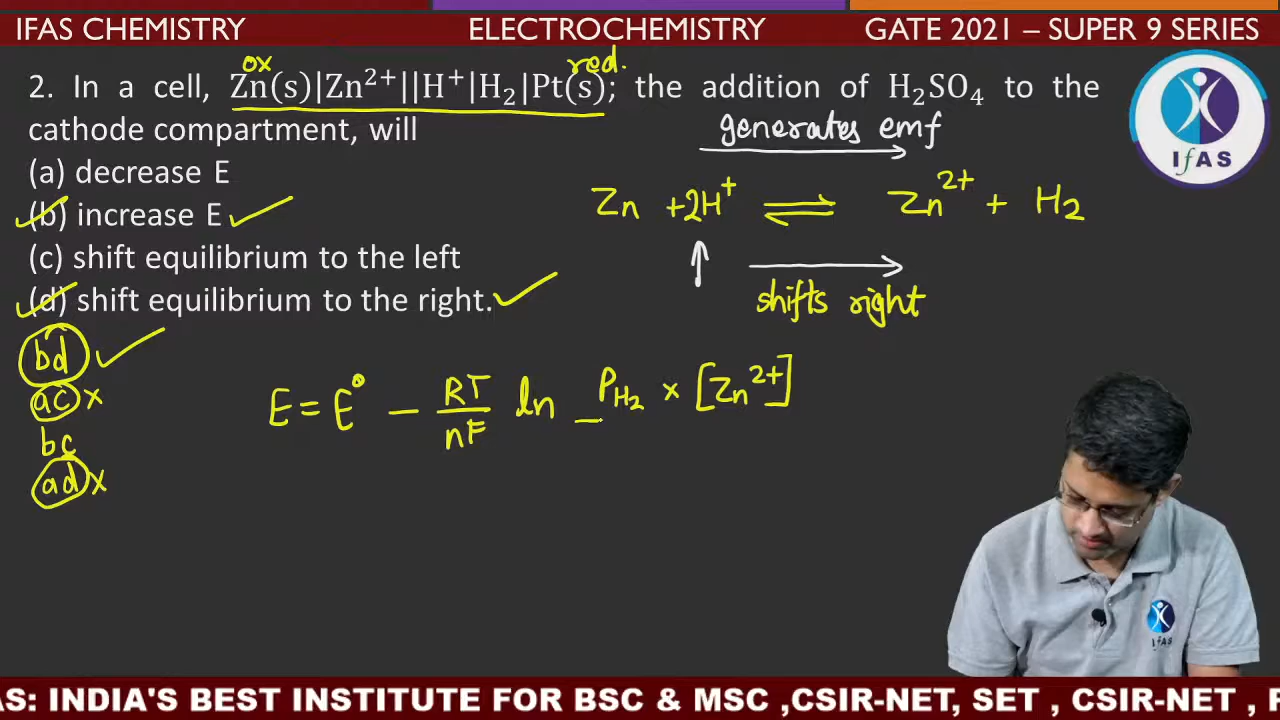 IFAS CHEMISTRY ELECTROCHEMISTRY GATE 2021 – SUPER 9 SERIES
ox red.
2. In a cell, Zn(s)|Zn²⁺||H⁺|H₂|Pt(s); the addition of H₂SO₄ to the
cathode compartment, will
generates emf
IfAS
(a) decrease E
Zn + 2H⁺ ⇌ Zn²⁺ + H₂
(b) increase E ✓
(c) shift equilibrium to the left
(d) shift equilibrium to the right. ✓
shifts right
bd ✓
ac x
bc
ad x
E = E° – RT/nF ln P_H₂ × [Zn²⁺]
IfAS
AS: INDIA'S BEST INSTITUTE FOR BSC & MSC ,CSIR-NET, SET , CSIR-NET , P